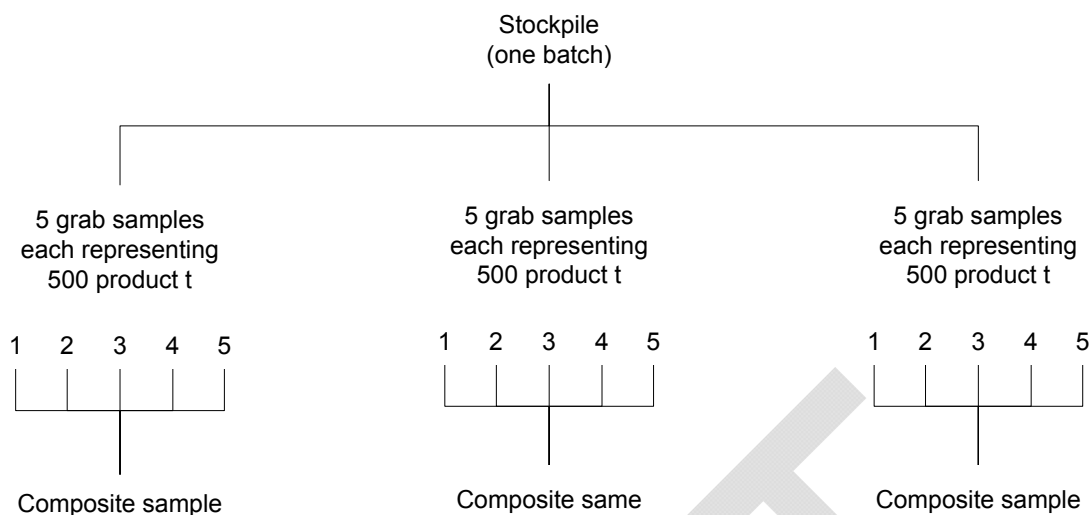 Stockpile
(one batch)
5 grab samples
each representing
500 product t
5 grab samples
each representing
500 product t
5 grab samples
each representing
500 product t
1 2 3 4 5
1 2 3 4 5
1 2 3 4 5
Composite sample
Composite same
Composite sample